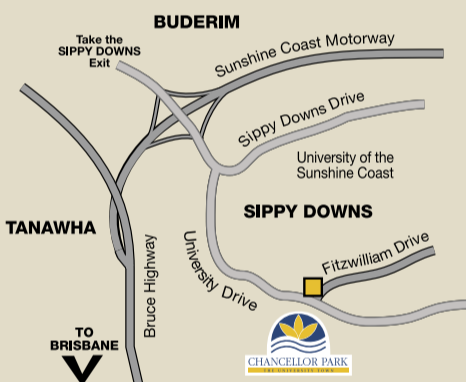 BUDERIM
Take the
SIPPY DOWNS
Exit
Sunshine Coast Motorway
Sippy Downs Drive
University of the
Sunshine Coast
SIPPY DOWNS
TANAWHA
Bruce Highway
University Drive
Fitzwilliam Drive
TO
BRISBANE
CHANCELLOR PARK
THE UNIVERSITY TOWN